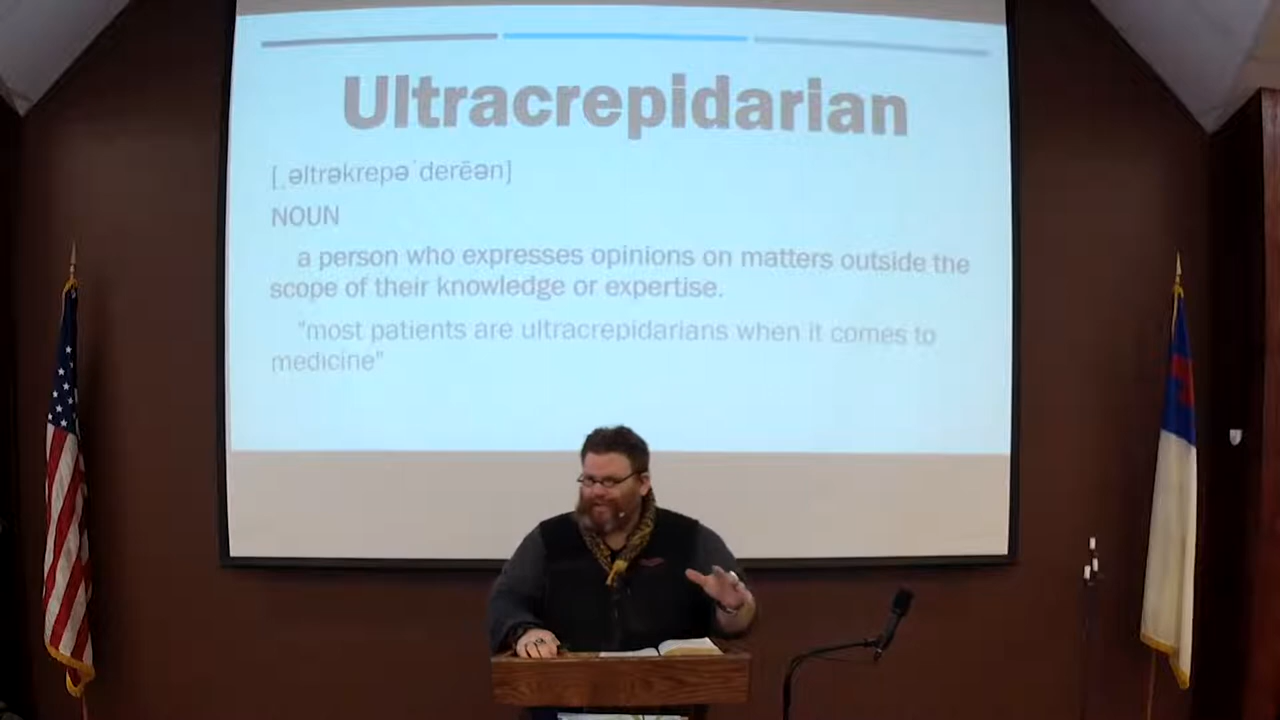 Ultracrepidarian
[ˌəltrəkrepəˈderēən]
NOUN
a person who expresses opinions on matters outside the
scope of their knowledge or expertise.
"most patients are ultracrepidarians when it comes to
medicine"